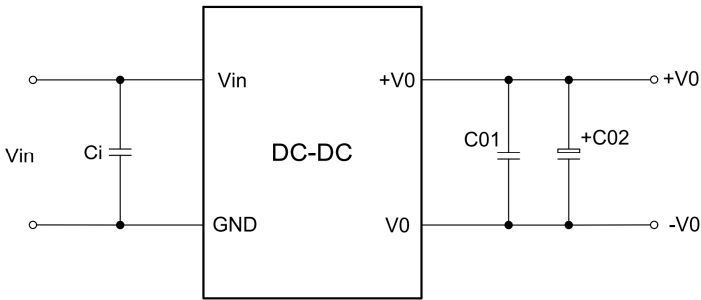 Vin
+V0
+V0
C01
+C02
Vin
Ci
DC-DC
GND
V0
-V0